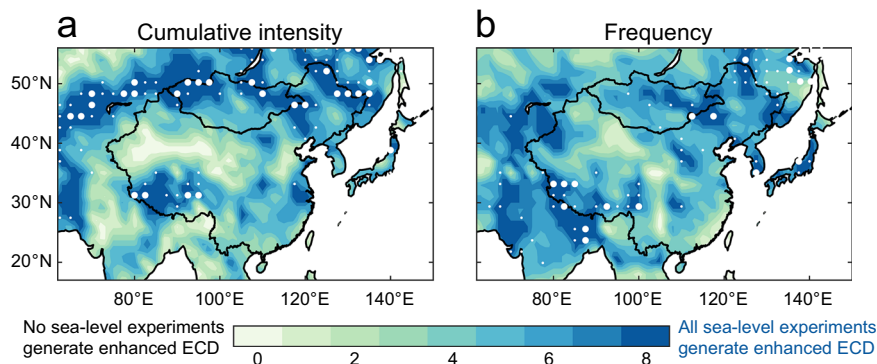 a
Cumulative intensity
b
Frequency
50°N
40°N
30°N
20°N
80°E 100°E 120°E 140°E
80°E 100°E 120°E 140°E
No sea-level experiments
generate enhanced ECD
0 2 4 6 8
All sea-level experiments
generate enhanced ECD